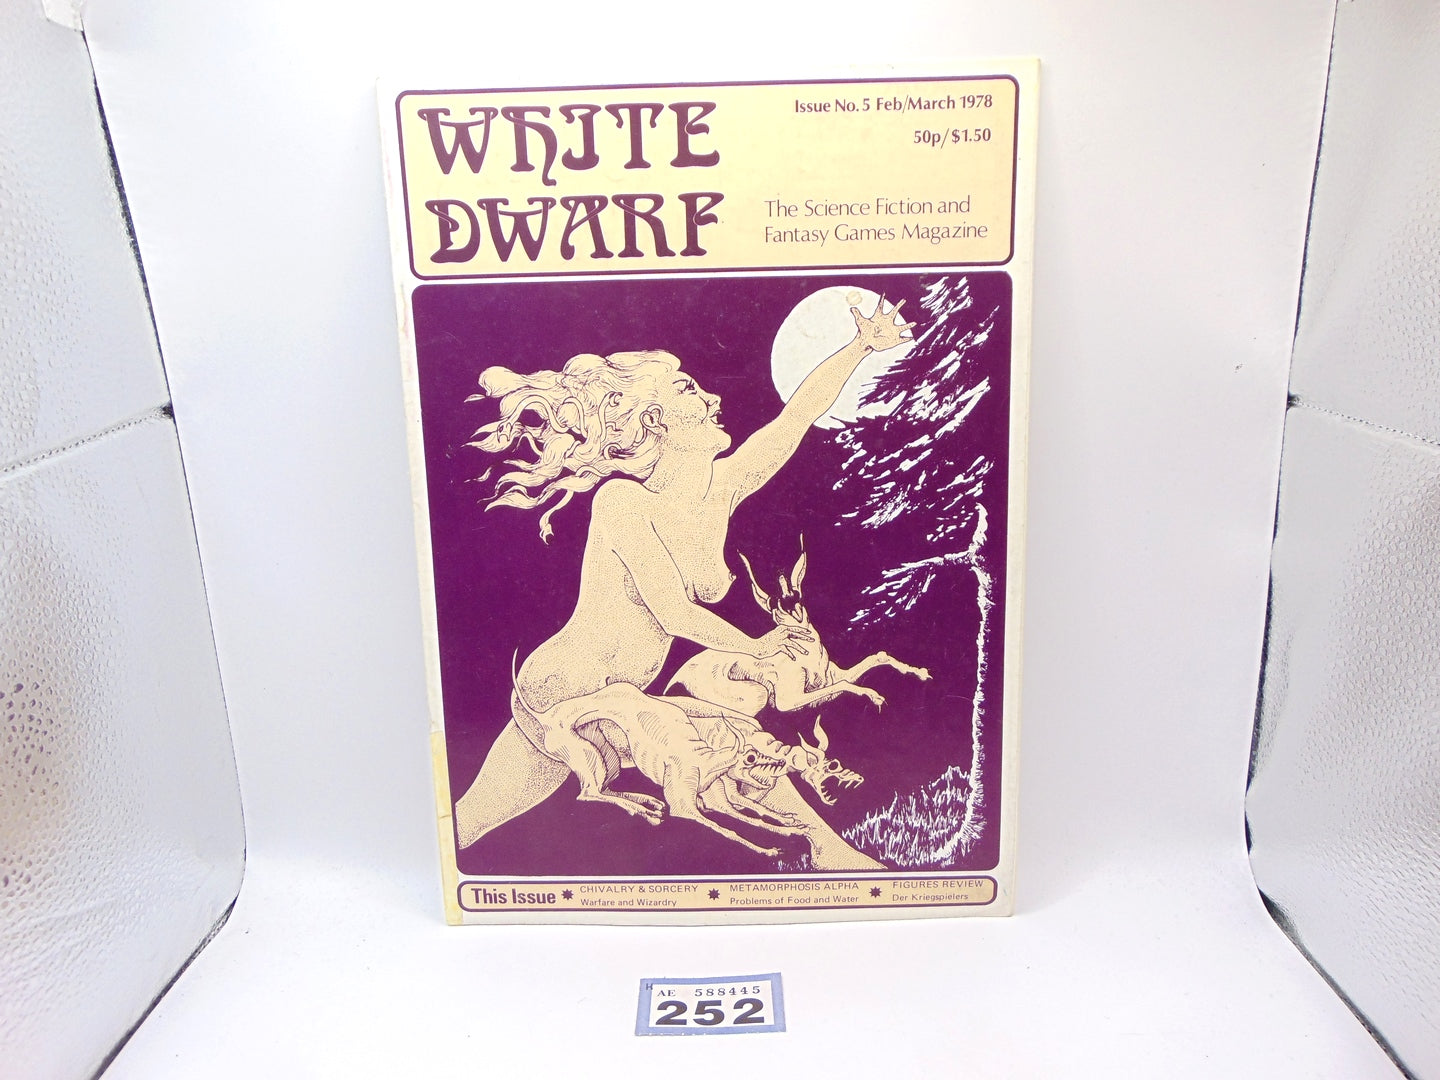 WHITE
DWARF
Issue No. 5 Feb/March 1978
50p/$1.50
The Science Fiction and
Fantasy Games Magazine
This Issue
CHIVALRY & SORCERY
Warfare and Wizardry
METAMORPHOSIS ALPHA
Problems of Food and Water
FIGURES REVIEW
Der Kriegspielers
AE 588445
252